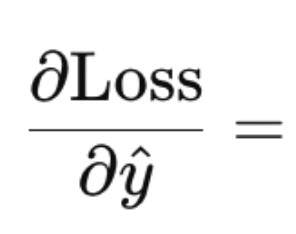 ∂Loss
∂ŷ =